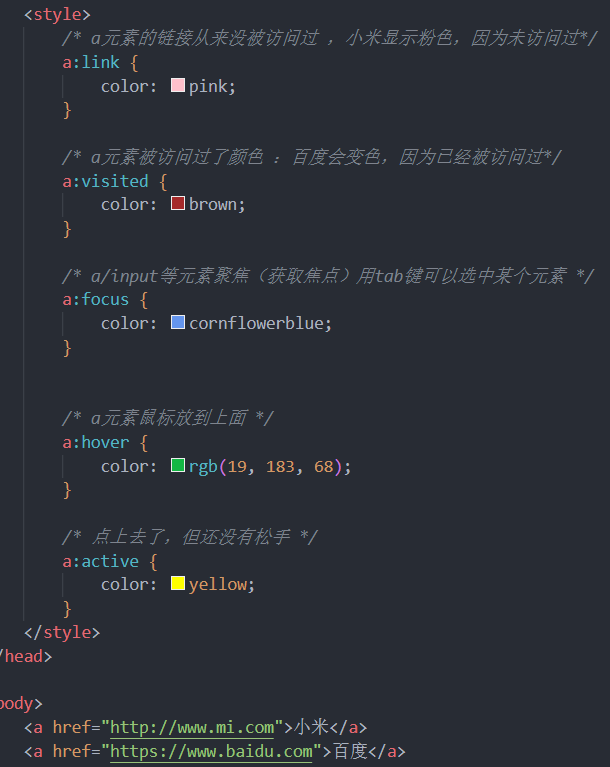 <style>
/* a元素的链接从来没被访问过 ，小米显示粉色，因为未访问过*/
a:link {
color: pink;
}
/* a元素被访问过了颜色 ：百度会变色，因为已经被访问过*/
a:visited {
color: brown;
}
/* a/input等元素聚焦（获取焦点）用tab键可以选中某个元素 */
a:focus {
color: cornflowerblue;
}
/* a元素鼠标放到上面 */
a:hover {
color: rgb(19, 183, 68);
}
/* 点上去了，但还没有松手 */
a:active {
color: yellow;
}
</style>
/head>
body>
<a href="http://www.mi.com">小米</a>
<a href="https://www.baidu.com">百度</a>